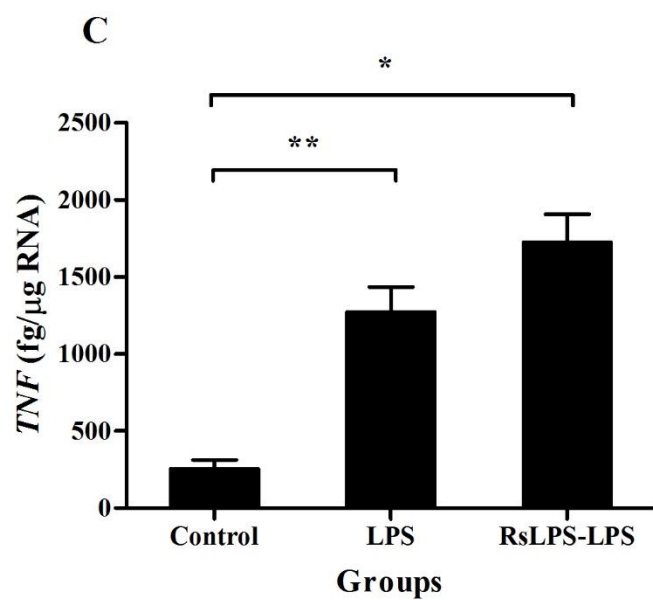 C
*
**
2500
2000
1500
1000
500
0
TNF (fg/μg RNA)
Control LPS RsLPS-LPS
Groups